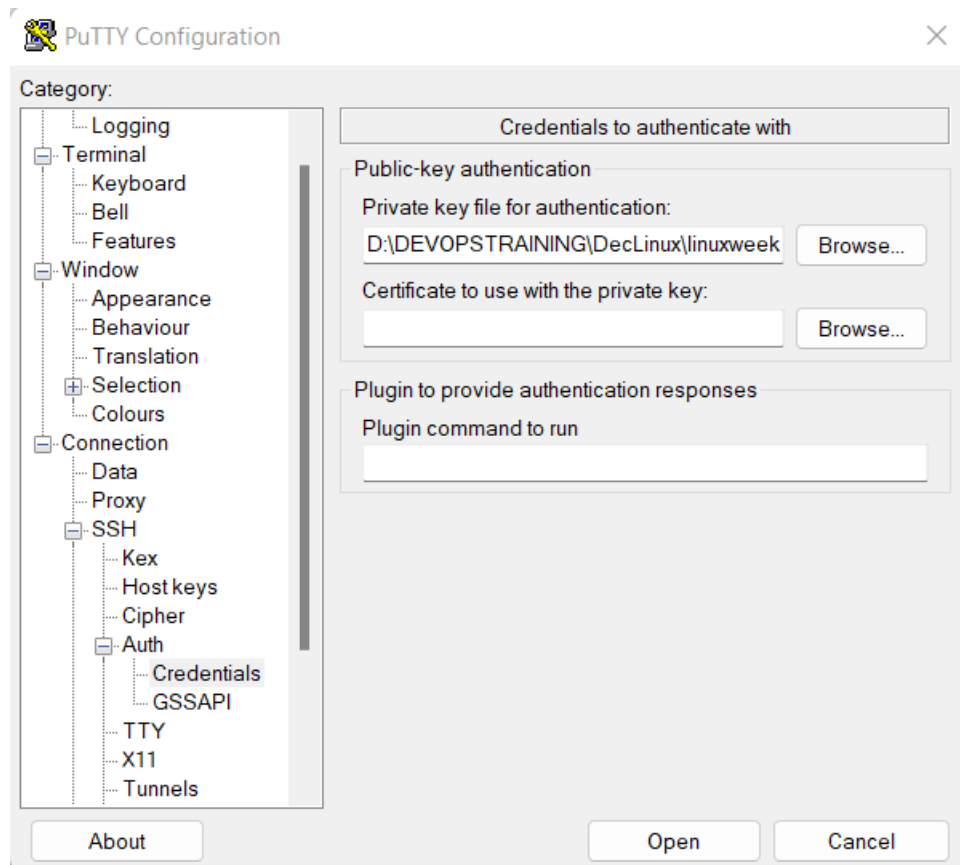 PuTTY Configuration
Category:
Logging
Terminal
Keyboard
Bell
Features
Window
Appearance
Behaviour
Translation
Selection
Colours
Connection
Data
Proxy
SSH
Kex
Host keys
Cipher
Auth
Credentials
GSSAPI
TTY
X11
Tunnels
Credentials to authenticate with
Public-key authentication
Private key file for authentication:
D:\DEVOPSTRAINING\DecLinux\linuxweek
Browse...
Certificate to use with the private key:
Browse...
Plugin to provide authentication responses
Plugin command to run
About
Open
Cancel